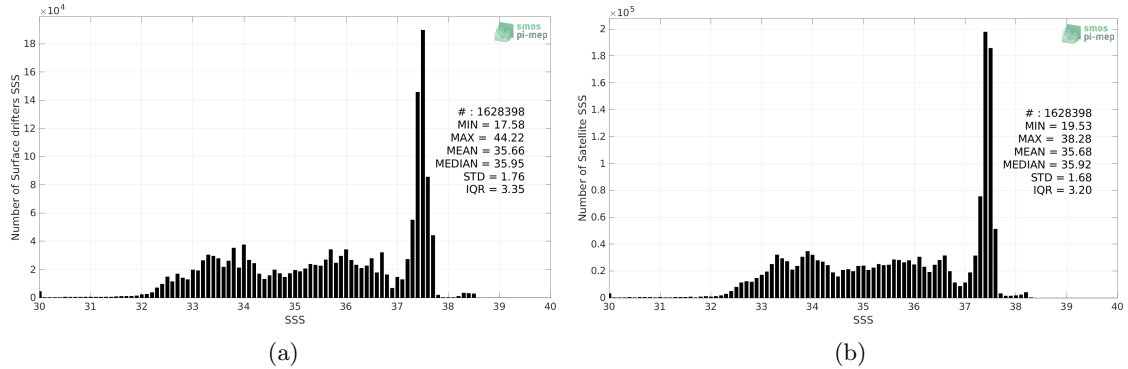 ×10⁴
18
16
14
12
10
8
6
4
2
0
Number of Surface drifters SSS
30 31 32 33 34 35 36 37 38 39 40
SSS
smos
pi-mep
# : 1628398
MIN = 17.58
MAX = 44.22
MEAN = 35.66
MEDIAN = 35.95
STD = 1.76
IQR = 3.35
(a)
×10⁵
2
1.8
1.6
1.4
1.2
1
0.8
0.6
0.4
0.2
0
Number of Satellite SSS
30 31 32 33 34 35 36 37 38 39 40
SSS
smos
pi-mep
# : 1628398
MIN = 19.53
MAX = 38.28
MEAN = 35.68
MEDIAN = 35.92
STD = 1.68
IQR = 3.20
(b)